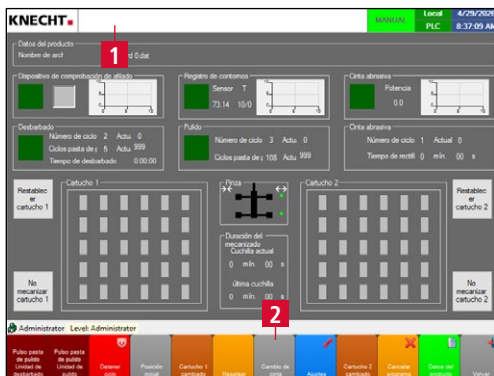 KNECHT
MANUAL
Local
PLC
4/29/2026
8:37:09 AM
1
Datos del producto
Nombre de arcf
rd 0.dat
Dispositivo de comprobación de afilado
Registro de contornos
Sensor T
73.14 10/0
Cinta abrasiva
Potencia
0.0
Desbarbado
Número de ciclo 2 Actu 0
Ciclos pasta de 5 Actu 999
Tiempo de desbarbado 0:00:00
Pulido
Número de ciclo 3 Actu 0
Ciclos pasta de 108 Actu 999
Cinta abrasiva
Número de ciclo 1 Actual 0
Tiempo de rectifi 0 min 00 s
Restablec
er
cartucho 1
Cartucho 1
Pinza
Cartucho 2
Restablec
er
cartucho 2
Duración del
mecanizado
Cuchilla actual
0 min. 00 s
última cuchilla
0 min. 00 s
No
mecanizar
cartucho 1
No
mecanizar
cartucho 2
2
Administrator Level: Administrator
Pulso pasta
de pulido
Unidad de
desbarbado
Pulso pasta
de pulido
Unidad de
pulido
Detener
ciclo
Posición
inicial
Cartucho 1
cambiado
Resetear
Cambio de
cinta
Ajustes
Cartucho 2
cambiado
Cancelar
programa
Datos del
producto
Volver